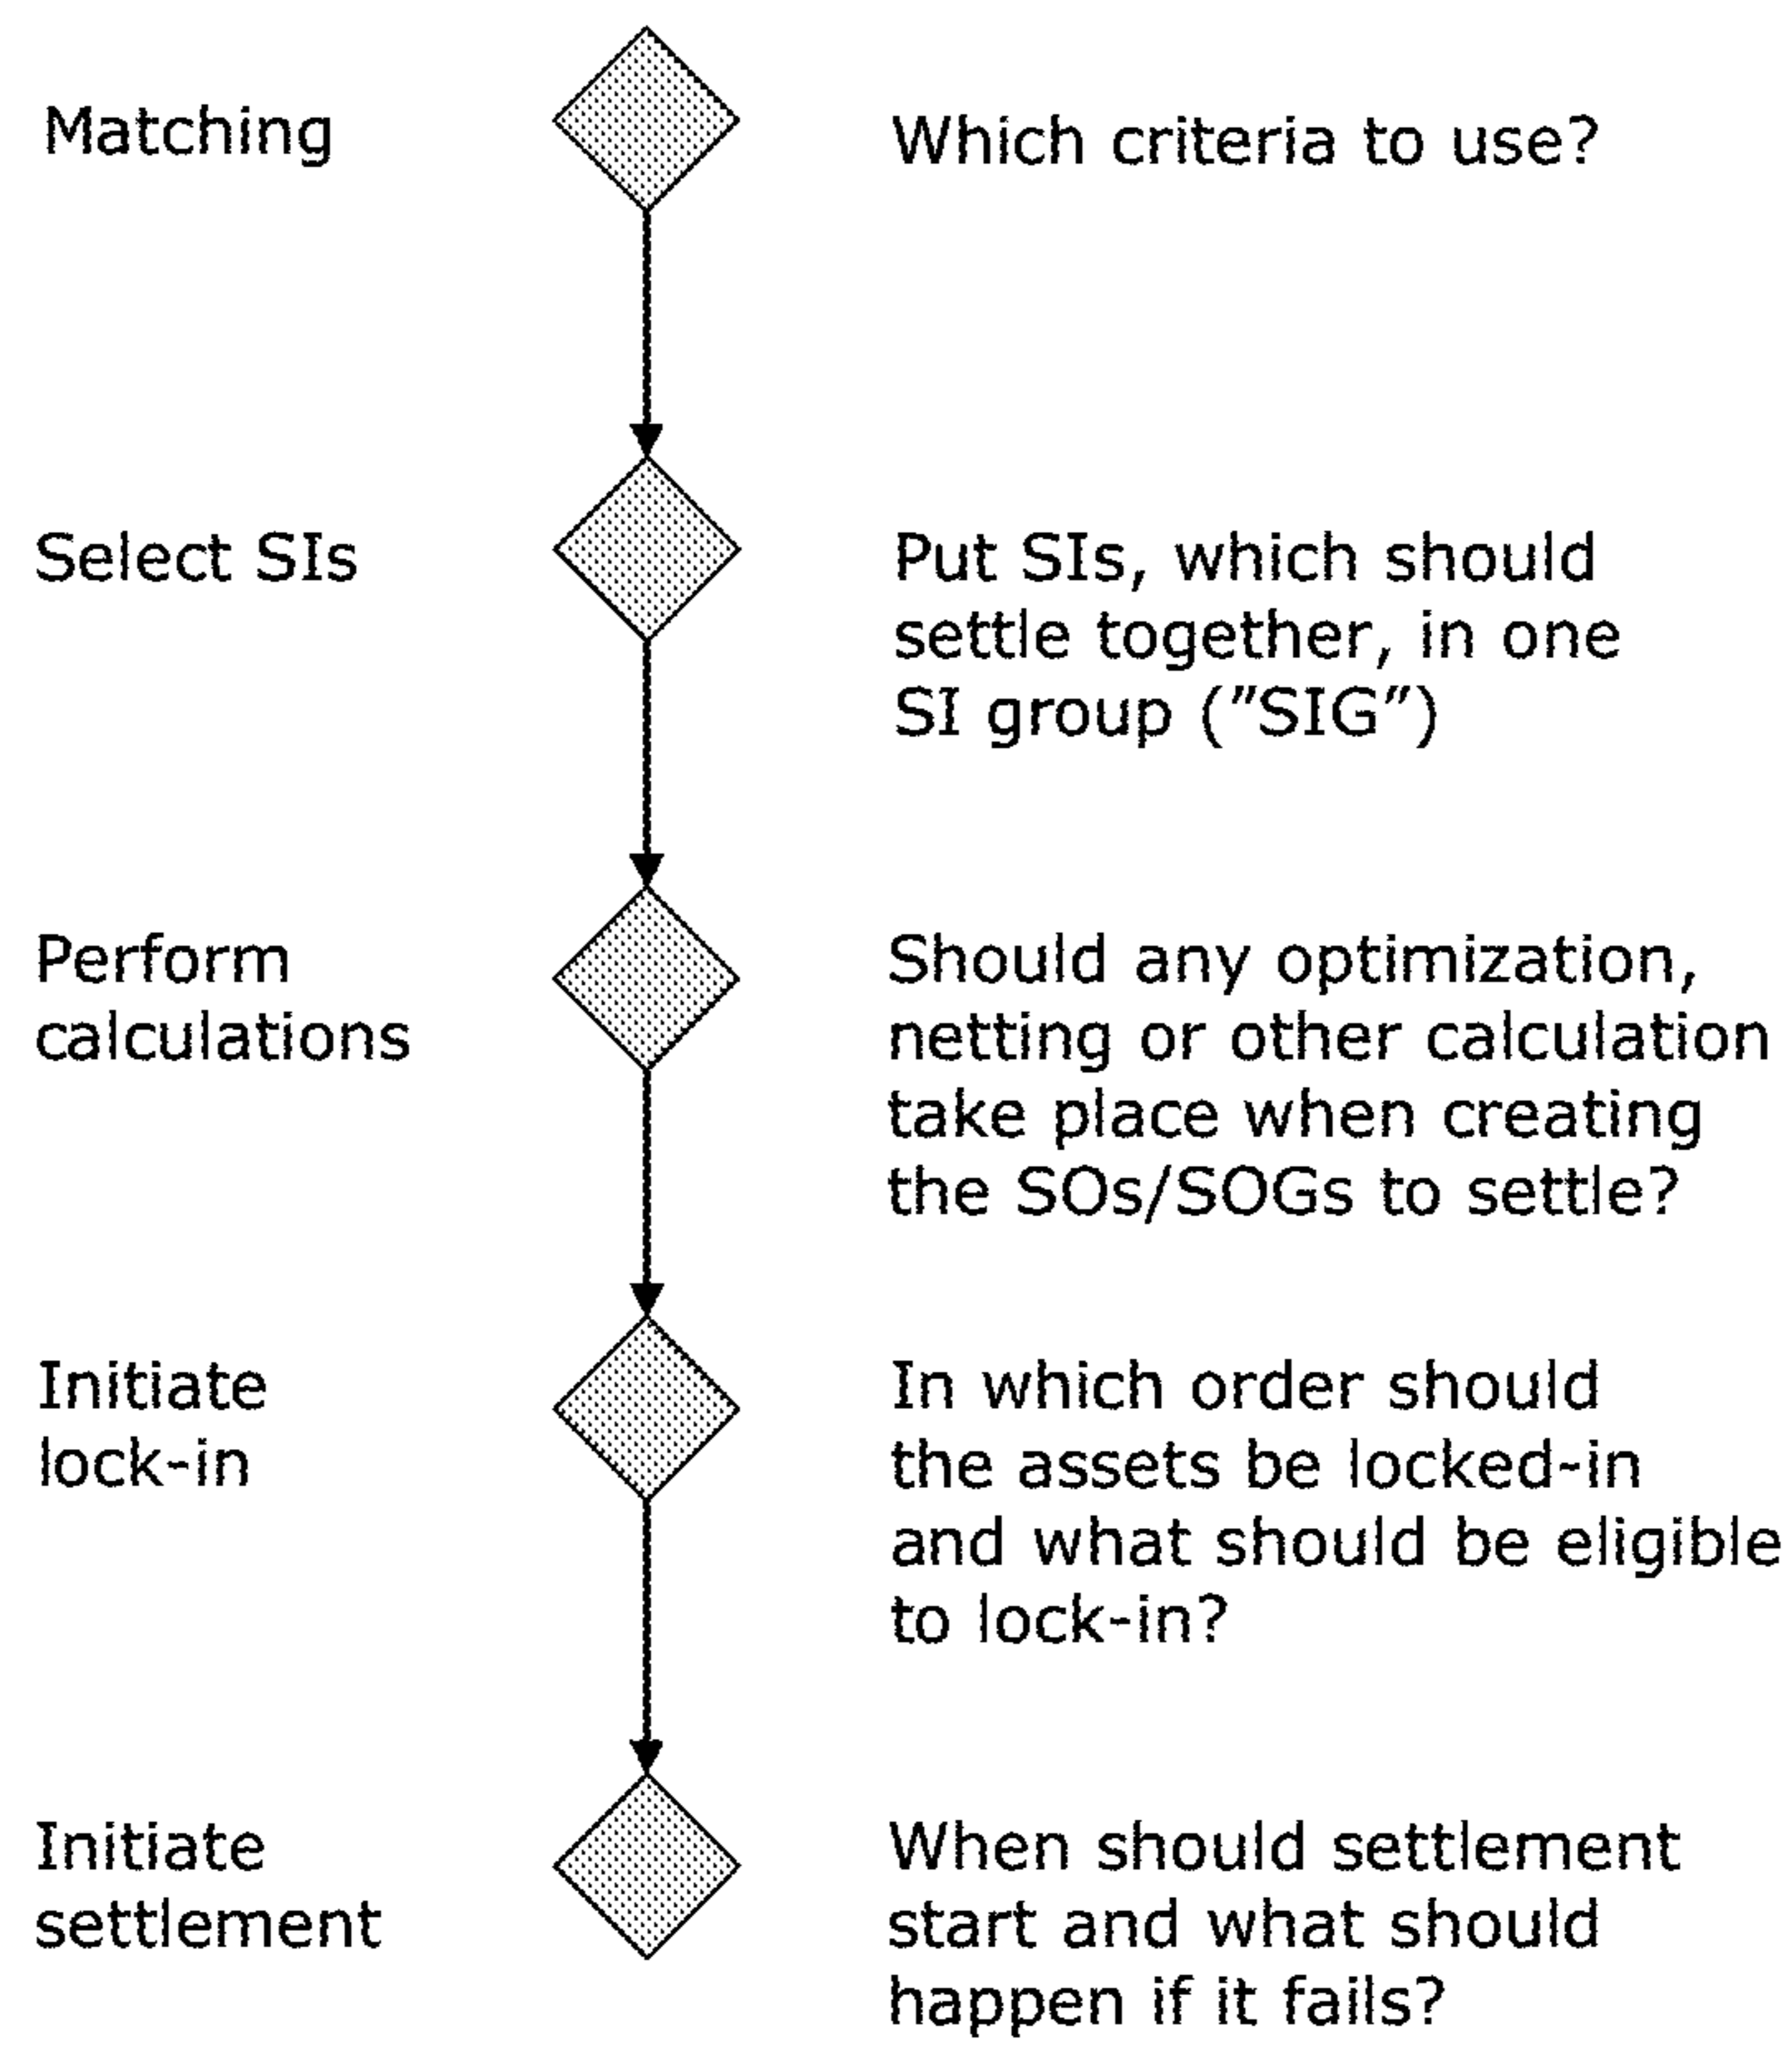 Matching
Which criteria to use?
Select SIs
Put SIs, which should
settle together, in one
SI group ("SIG")
Perform
calculations
Should any optimization,
netting or other calculation
take place when creating
the SOs/SOGs to settle?
Initiate
lock-in
In which order should
the assets be locked-in
and what should be eligible
to lock-in?
Initiate
settlement
When should settlement
start and what should
happen if it fails?